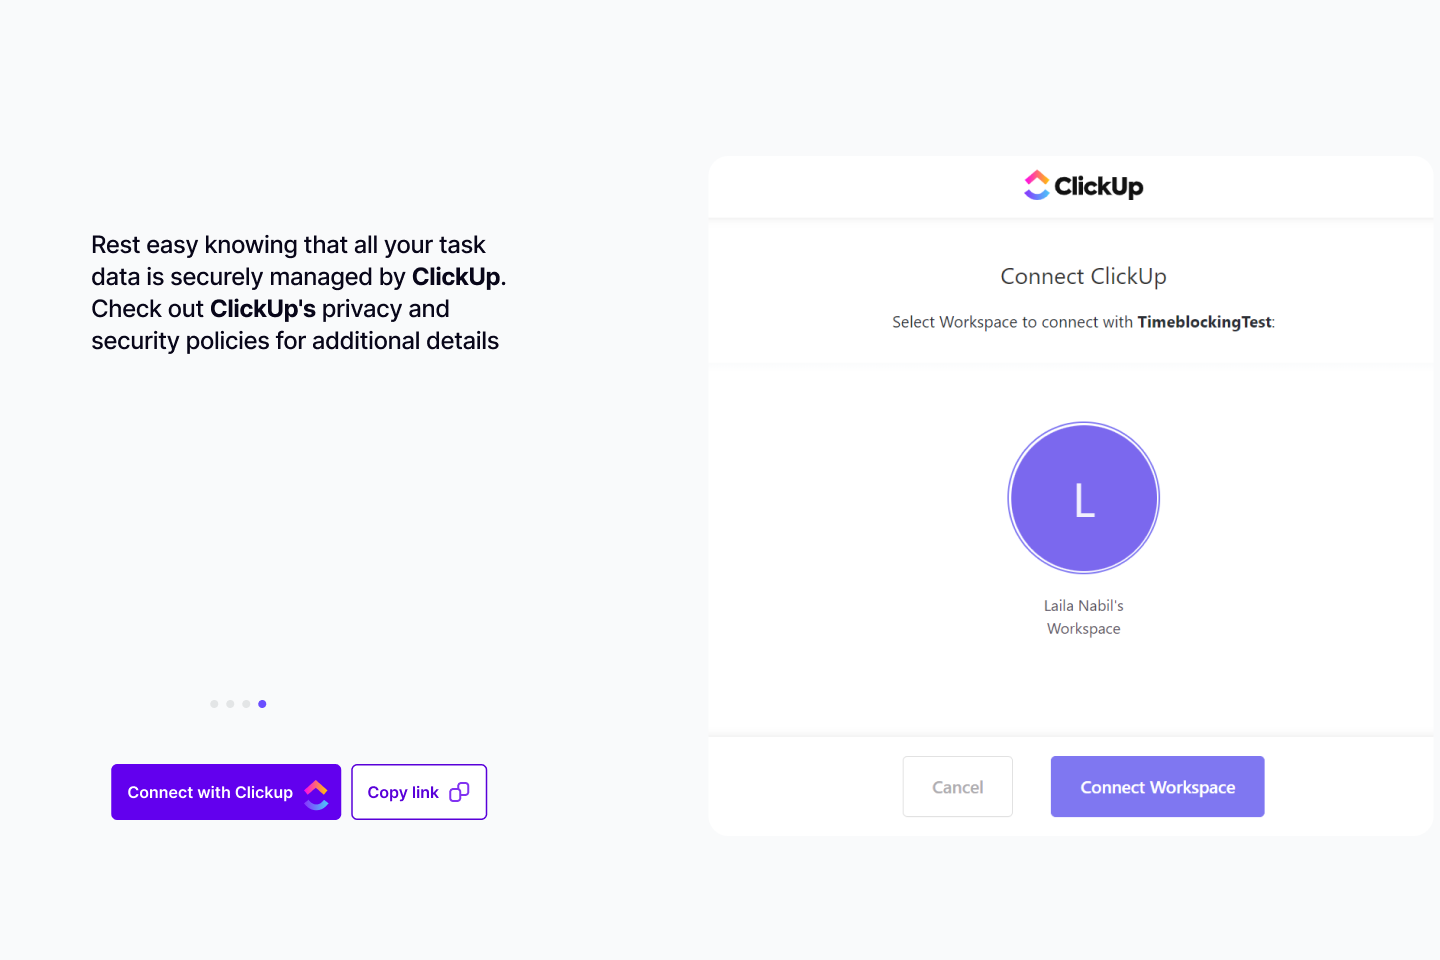 Rest easy knowing that all your task
data is securely managed by ClickUp.
Check out ClickUp's privacy and
security policies for additional details
Connect with Clickup
Copy link
ClickUp
Connect ClickUp
Select Workspace to connect with TimeblockingTest:
L
Laila Nabil's
Workspace
Cancel
Connect Workspace